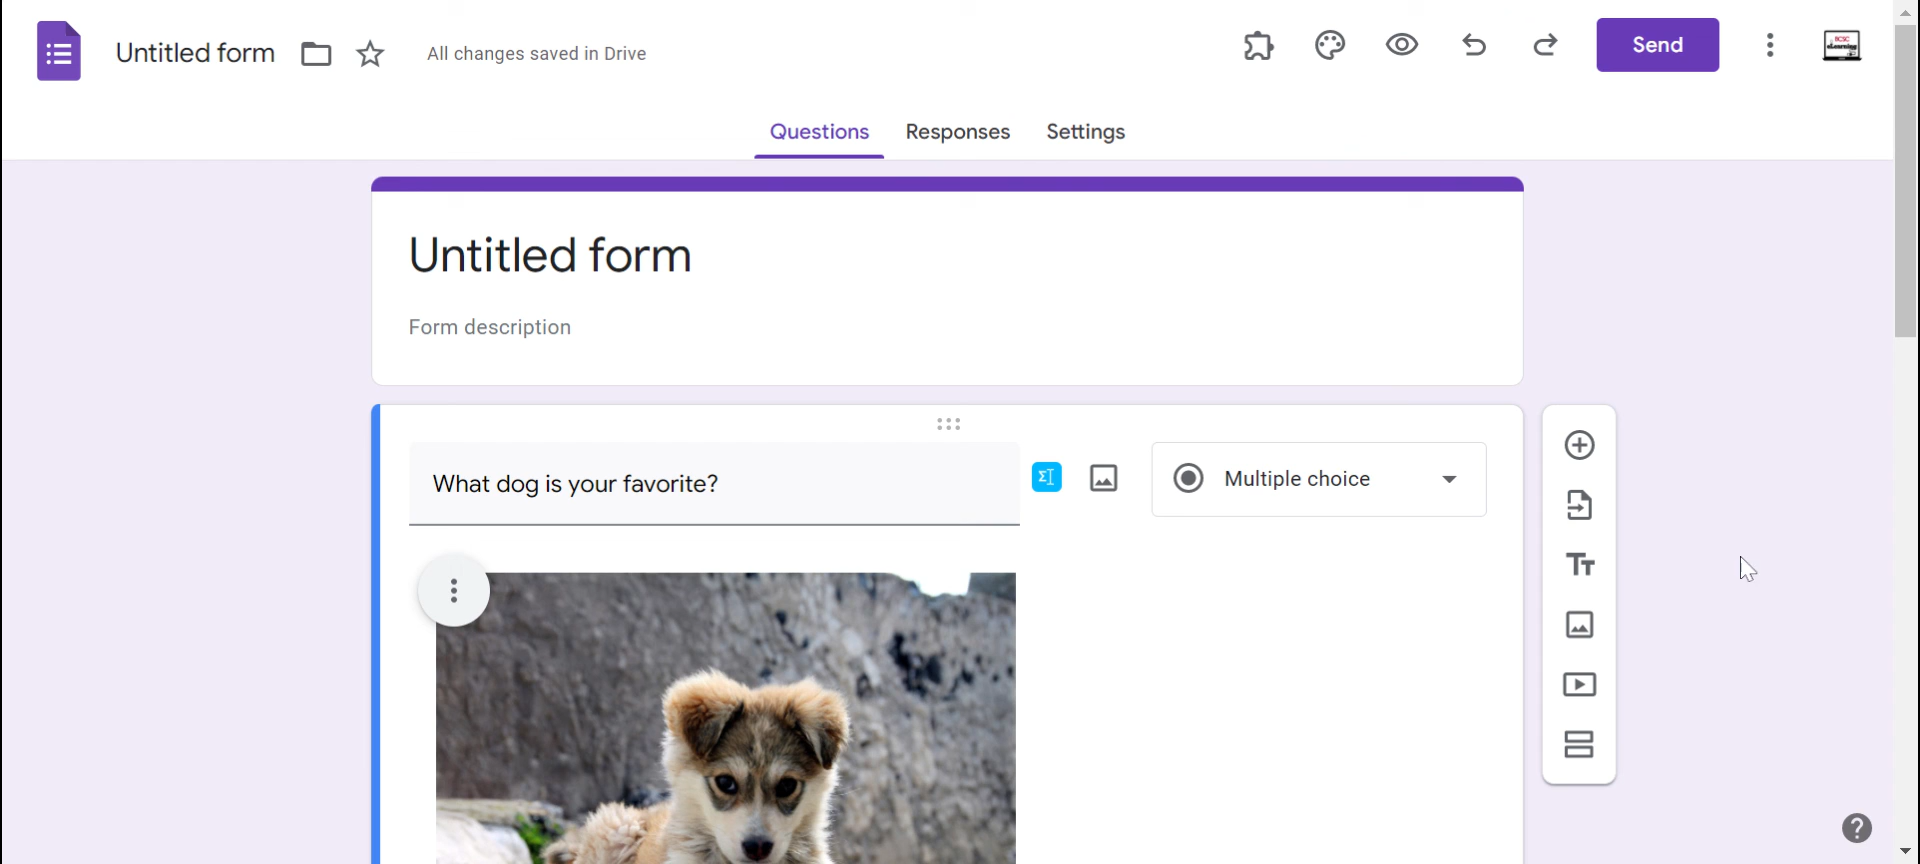 Untitled form
All changes saved in Drive
Send
Questions Responses Settings
Untitled form
Form description
What dog is your favorite?
Multiple choice